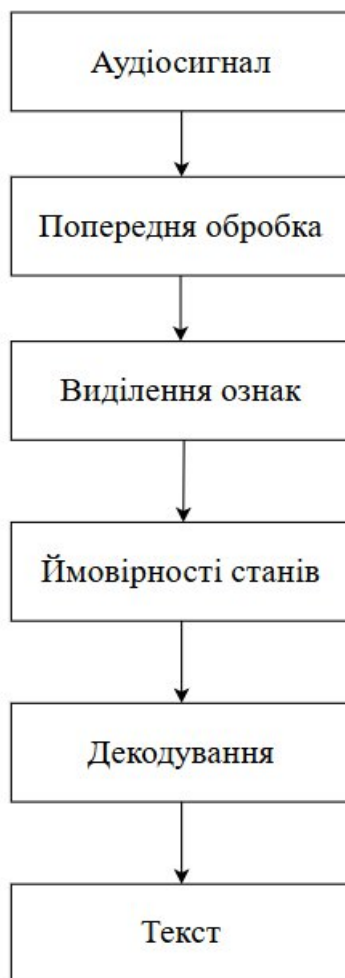 Аудіосигнал
Попередня обробка
Виділення ознак
Ймовірності станів
Декодування
Текст